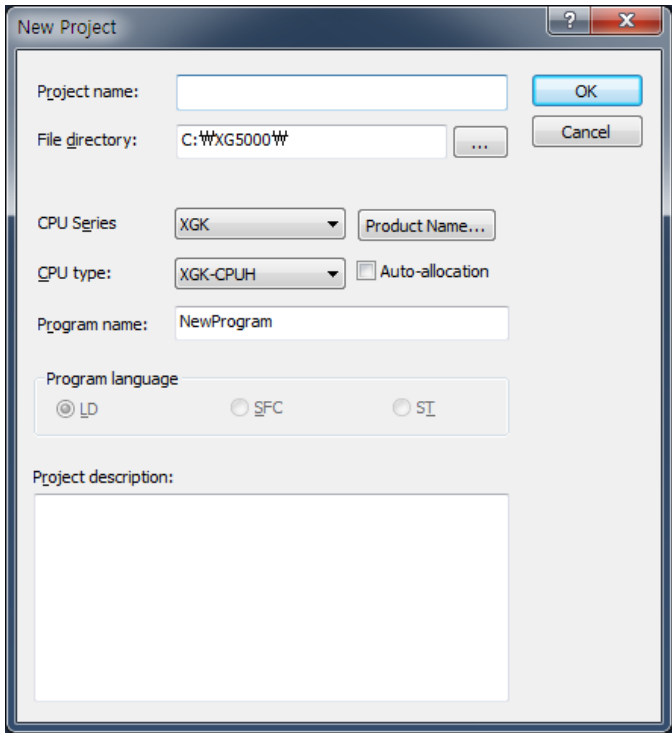 New Project
?
X
Project name:
OK
File directory: C:₩XG5000₩ ... Cancel
CPU Series XGK Product Name...
CPU type: XGK-CPUH Auto-allocation
Program name: NewProgram
Program language
LD SFC ST
Project description: